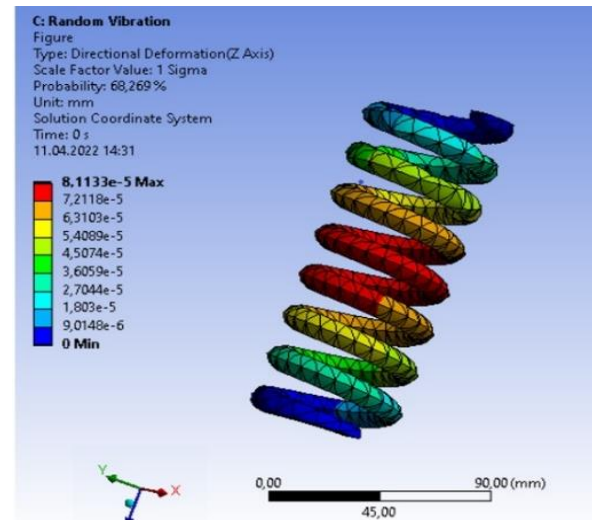 C: Random Vibration
Figure
Type: Directional Deformation(Z Axis)
Scale Factor Value: 1 Sigma
Probability: 68,269 %
Unit: mm
Solution Coordinate System
Time: 0 s
11.04.2022 14:31
8,1133e-5 Max
7,2118e-5
6,3103e-5
5,4089e-5
4,5074e-5
3,6059e-5
2,7044e-5
1,803e-5
9,0148e-6
0 Min
Y
X
0,00
90,00 (mm)
45,00